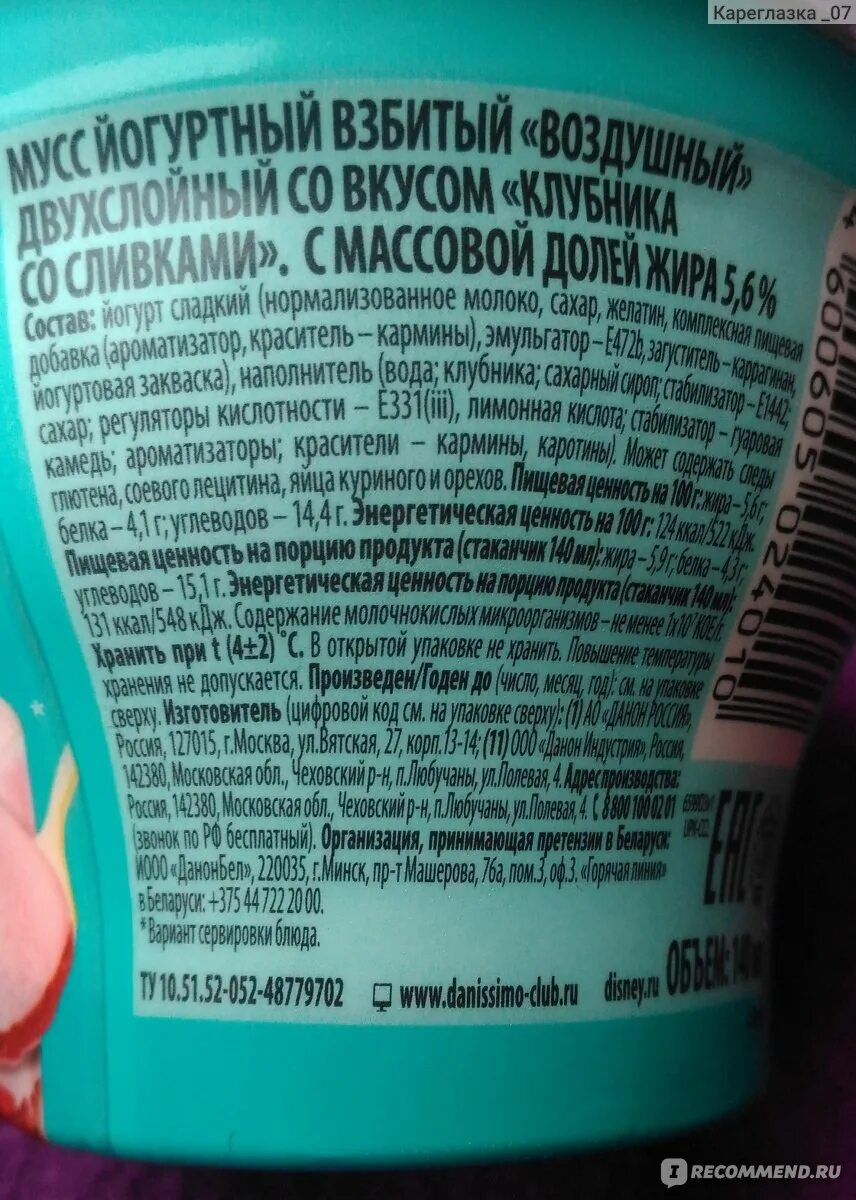 Кареглазка _07
МУСС ЙОГУРТНЫЙ ВЗБИТЫЙ «ВОЗДУШНЫЙ»
ДВУХСЛОЙНЫЙ СО ВКУСОМ «КЛУБНИКА
СО СЛИВКАМИ». С МАССОВОЙ ДОЛЕЙ ЖИРА 5,6 %
Состав: йогурт сладкий (нормализованное молоко, сахар, желатин, комплексная пищевая
добавка (ароматизатор, краситель – кармины), эмульгатор – Е472b, загуститель – каррагинан,
йогуртовая закваска), наполнитель (вода; клубника; сахарный сироп; стабилизатор – Е1442;
сахар; регуляторы кислотности – Е331(iii), лимонная кислота; стабилизатор – гуаровая
камедь; ароматизаторы; красители – кармины, каротины). Может содержать следы
глютена, соевого лецитина, яйца куриного и орехов. Пищевая ценность на 100 г: жира – 5,6 г;
белка – 4,1 г; углеводов – 14,4 г. Энергетическая ценность на 100 г: 124 ккал/522 кДж.
Пищевая ценность на порцию продукта (стаканчик 140 мл): жира – 5,9 г; белка – 4,3 г;
углеводов – 15,1 г. Энергетическая ценность на порцию продукта (стаканчик 140 мл):
131 ккал/548 кДж. Содержание молочнокислых микроорганизмов – не менее 1х10⁷ КОЕ/г.
Хранить при t (4±2) °С. В открытой упаковке не хранить. Повышение температуры
хранения не допускается. Произведен/Годен до (число, месяц, год): см. на упаковке
сверху. Изготовитель (цифровой код см. на упаковке сверху): (1) АО «ДАНОН РОССИЯ»,
Россия, 127015, г.Москва, ул.Вятская, 27, корп.13-14; (11) ООО «Данон Индустрия», Россия,
142380, Московская обл., Чеховский р-н, п.Любучаны, ул.Полевая, 4. Адрес производства:
Россия, 142380, Московская обл., Чеховский р-н, п.Любучаны, ул.Полевая, 4. С 8 800 100 02 01
(звонок по РФ бесплатный). Организация, принимающая претензии в Беларуси:
ИООО «ДанонБел», 220035, г.Минск, пр-т Машерова, 76а, пом.3, оф.3. «Горячая линия»
в Беларуси: +375 44 722 20 00.
*Вариант сервировки блюда.
ТУ 10.51.52-052-48779702 www.danissimo-club.ru disney.ru
ОБЪЕМ: 140
4 600605 024010
EAC
IRECOMMEND.RU